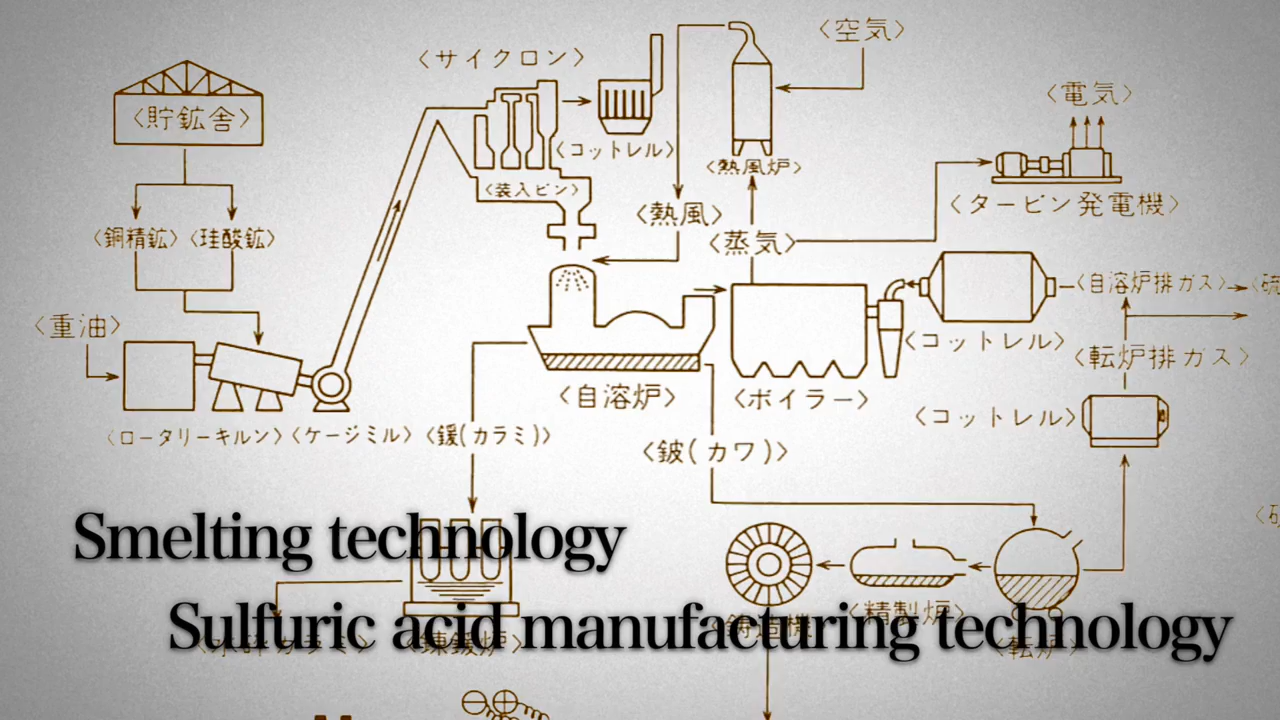 〈空気〉
〈サイクロン〉
〈電気〉
〈貯鉱舎〉
〈コットレル〉
〈熱風炉〉
〈装入ビン〉
〈タービン発電機〉
〈熱風〉
〈銅精鉱〉〈珪酸鉱〉
〈蒸気〉
〈自溶炉排ガス〉
〈重油〉
〈コットレル〉
〈転炉排ガス〉
〈自溶炉〉
〈ボイラー〉
〈コットレル〉
〈ロータリーキルン〉〈ケージミル〉〈鍰(カラミ)〉
〈鈹(カワ)〉
Smelting technology
〈精製炉〉
Sulfuric acid manufacturing technology